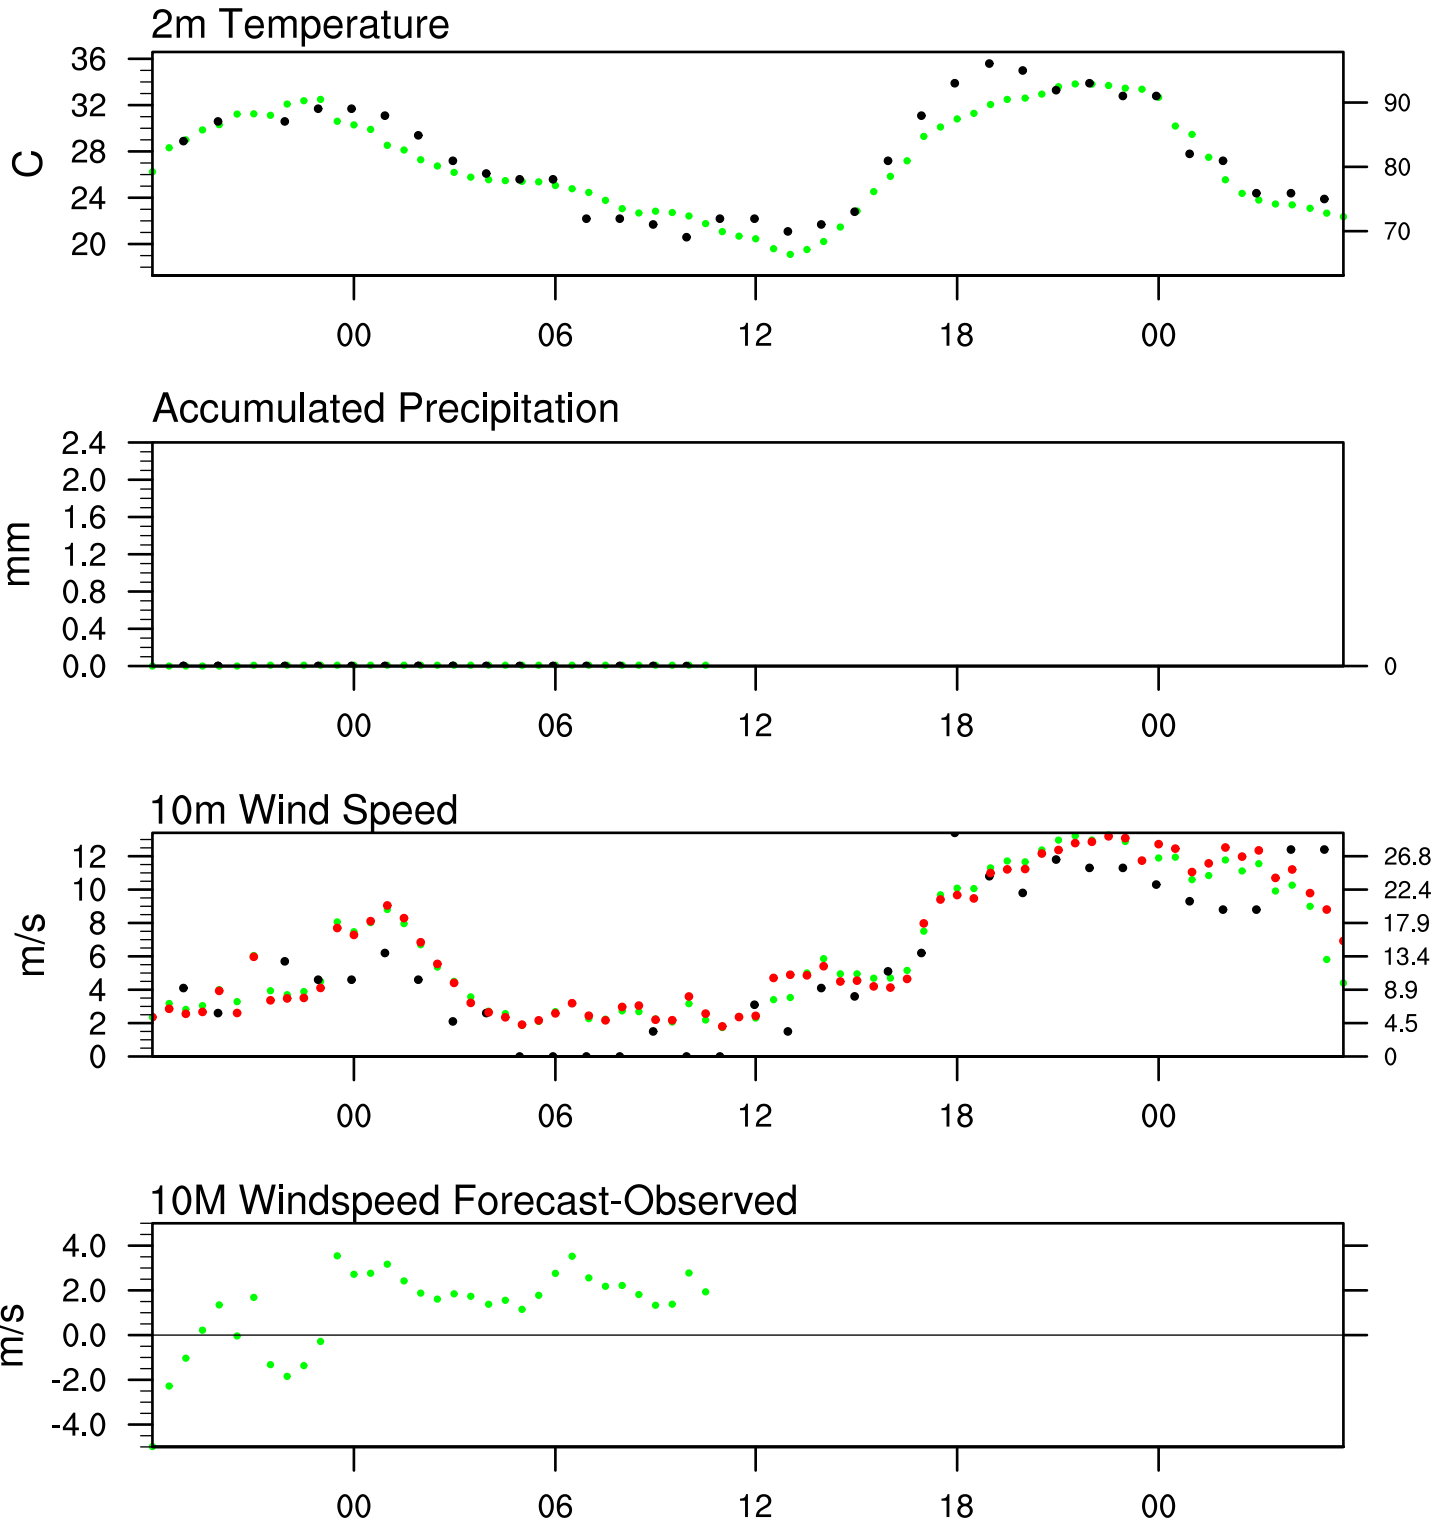 2m Temperature
36
32
28
24
20
C
90
80
70
00 06 12 18 00
Accumulated Precipitation
2.4
2.0
1.6
1.2
0.8
0.4
0.0
mm
0
00 06 12 18 00
10m Wind Speed
12
10
8
6
4
2
0
m/s
26.8
22.4
17.9
13.4
8.9
4.5
0
00 06 12 18 00
10M Windspeed Forecast-Observed
4.0
2.0
0.0
-2.0
-4.0
m/s
00 06 12 18 00